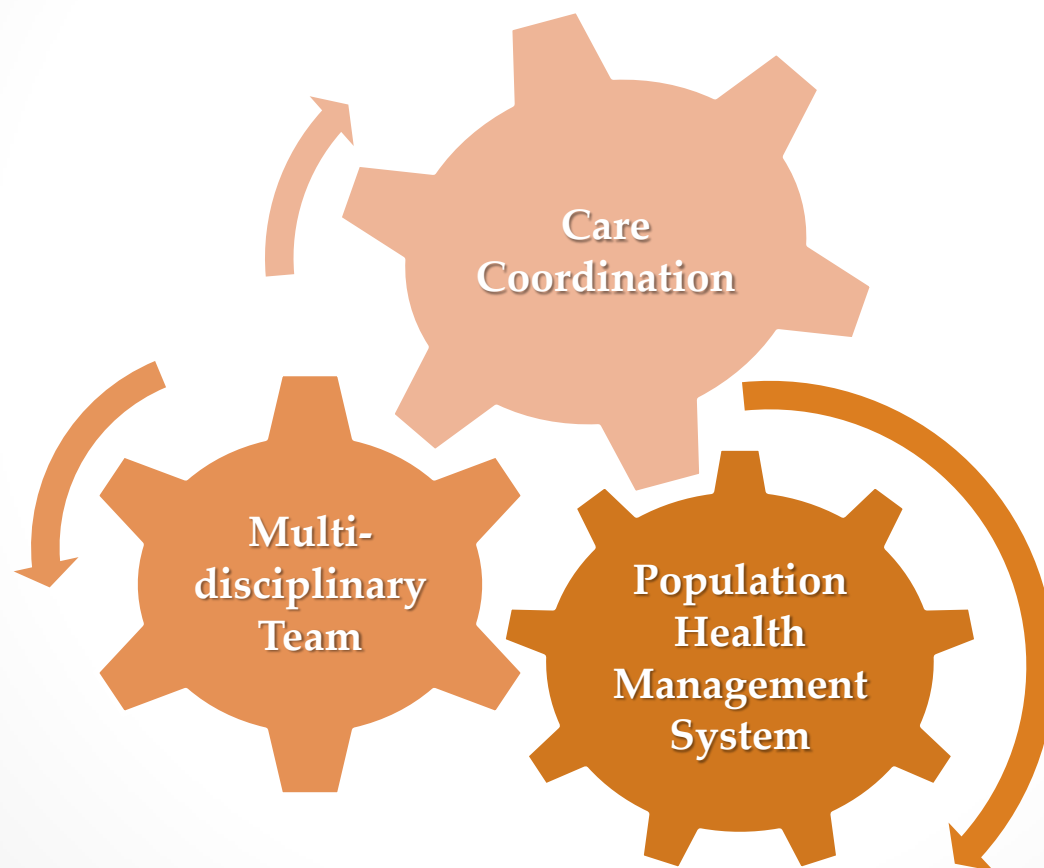 Care
Coordination
Multi-
disciplinary
Team
Population
Health
Management
System